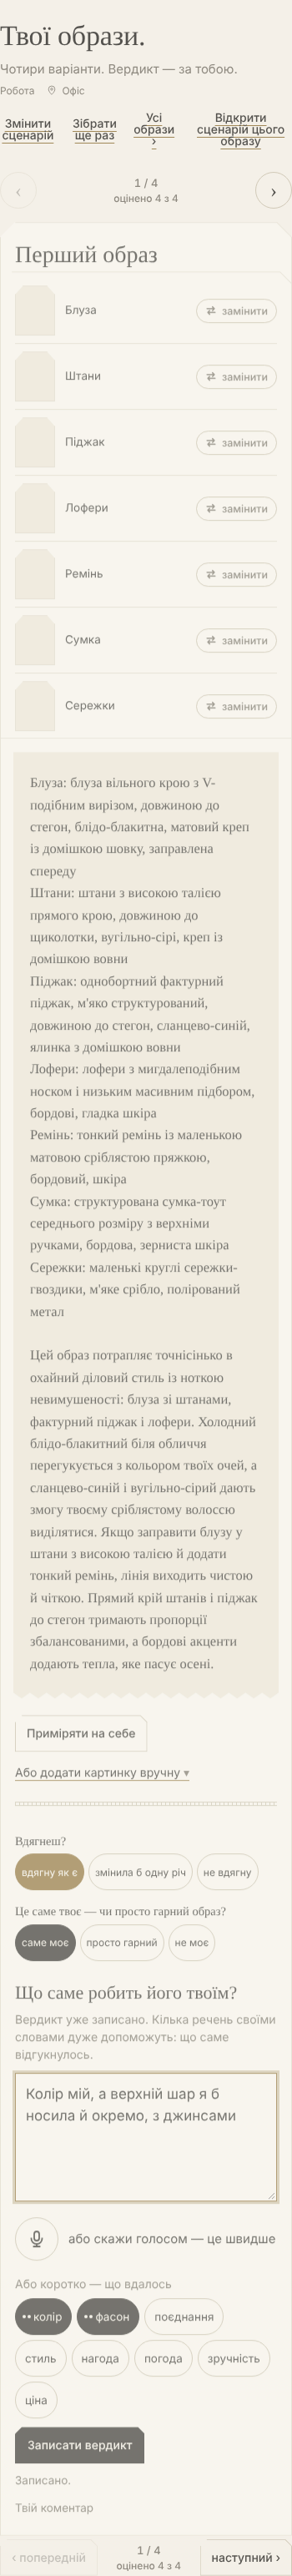 Твої образи.
Чотири варіанти. Вердикт — за тобою.
Робота Офіс
Змінити
сценарій
Зібрати
ще раз
Усі
образи
›
Відкрити
сценарій цього
образу
‹
1 / 4
оцінено 4 з 4
›
Перший образ
Блуза
⇄ замінити
Штани
⇄ замінити
Піджак
⇄ замінити
Лофери
⇄ замінити
Ремінь
⇄ замінити
Сумка
⇄ замінити
Сережки
⇄ замінити
Блуза: блуза вільного крою з V-
подібним вирізом, довжиною до
стегон, блідо-блакитна, матовий креп
із домішкою шовку, заправлена
спереду
Штани: штани з високою талією
прямого крою, довжиною до
щиколотки, вугільно-сірі, креп із
домішкою вовни
Піджак: однобортний фактурний
піджак, м'яко структурований,
довжиною до стегон, сланцево-синій,
ялинка з домішкою вовни
Лофери: лофери з мигдалеподібним
носком і низьким масивним підбором,
бордові, гладка шкіра
Ремінь: тонкий ремінь із маленькою
матовою сріблястою пряжкою,
бордовий, шкіра
Сумка: структурована сумка-тоут
середнього розміру з верхніми
ручками, бордова, зерниста шкіра
Сережки: маленькі круглі сережки-
гвоздики, м'яке срібло, полірований
метал
Цей образ потрапляє точнісінько в
охайний діловий стиль із ноткою
невимушеності: блуза зі штанами,
фактурний піджак і лофери. Холодний
блідо-блакитний біля обличчя
перегукується з кольором твоїх очей, а
сланцево-синій і вугільно-сірий дають
змогу твоєму сріблястому волоссю
виділятися. Якщо заправити блузу у
штани з високою талією й додати
тонкий ремінь, лінія виходить чистою
й чіткою. Прямий крій штанів і піджак
до стегон тримають пропорції
збалансованими, а бордові акценти
додають тепла, яке пасує осені.
Приміряти на себе
Або додати картинку вручну ▾
Вдягнеш?
вдягну як є
змінила б одну річ
не вдягну
Це саме твоє — чи просто гарний образ?
саме моє
просто гарний
не моє
Що саме робить його твоїм?
Вердикт уже записано. Кілька речень своїми
словами дуже допоможуть: що саме
відгукнулось.
Колір мій, а верхній шар я б
носила й окремо, з джинсами
або скажи голосом — це швидше
Або коротко — що вдалось
•• колір
•• фасон
поєднання
стиль
нагода
погода
зручність
ціна
Записати вердикт
Записано.
Твій коментар
‹ попередній
1 / 4
оцінено 4 з 4
наступний ›